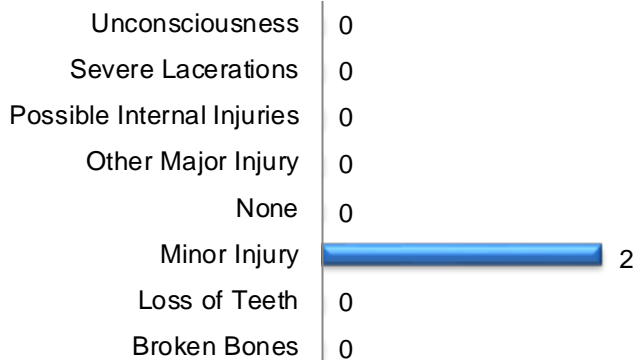 Unconsciousness 0
Severe Lacerations 0
Possible Internal Injuries 0
Other Major Injury 0
None 0
Minor Injury 2
Loss of Teeth 0
Broken Bones 0